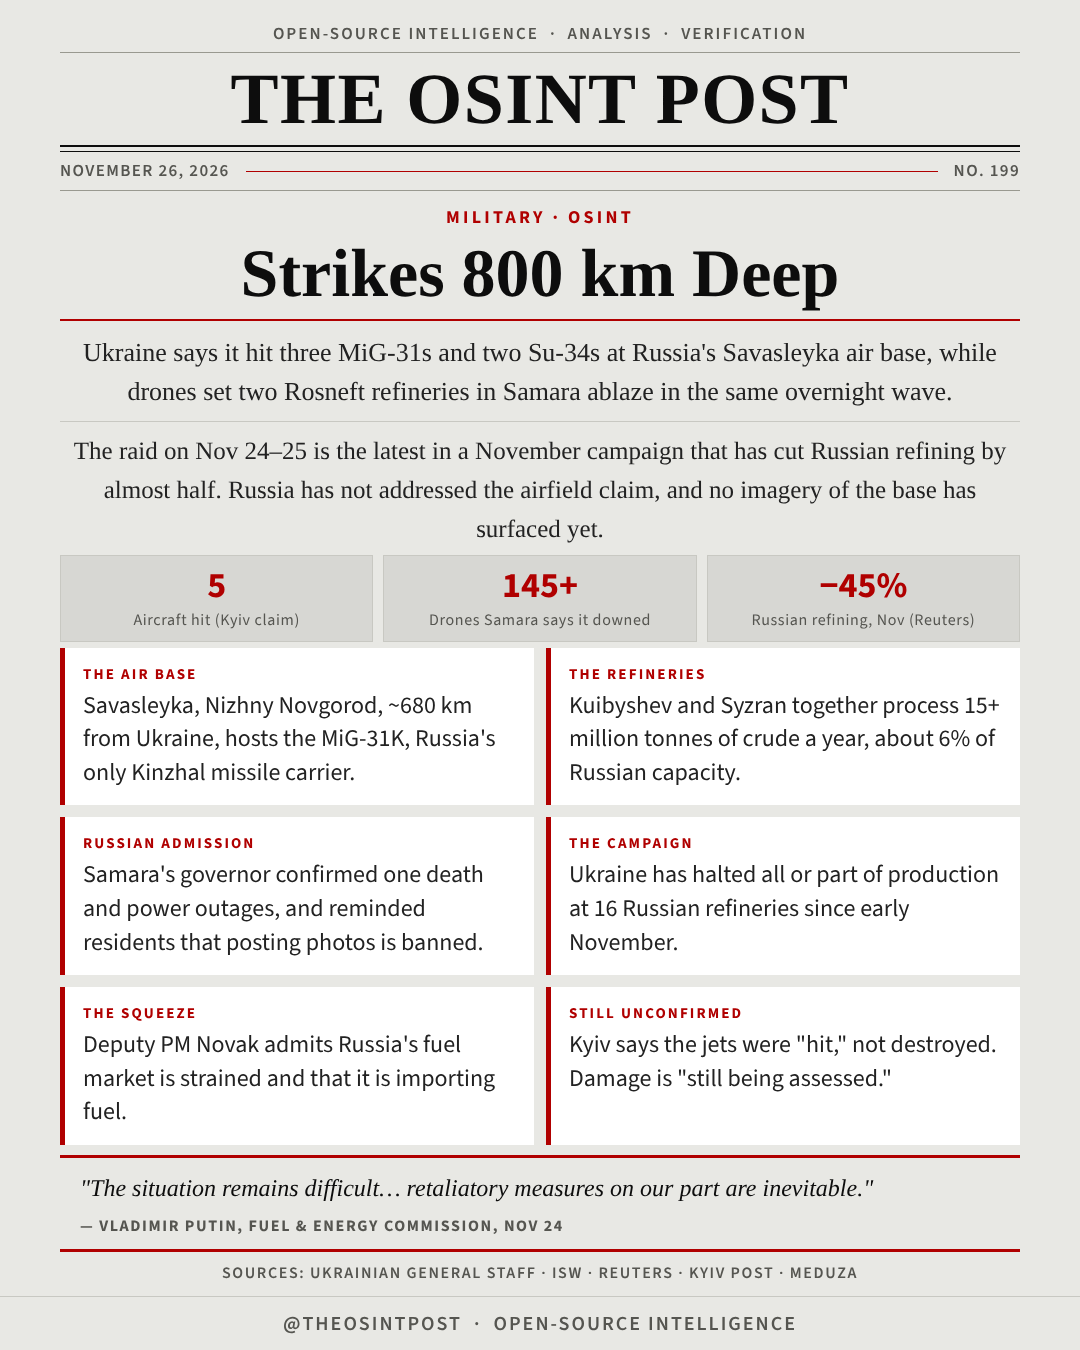 OPEN-SOURCE INTELLIGENCE · ANALYSIS · VERIFICATION
THE OSINT POST
NOVEMBER 26, 2026
NO. 199
MILITARY · OSINT
Strikes 800 km Deep
Ukraine says it hit three MiG-31s and two Su-34s at Russia's Savasleyka air base, while
drones set two Rosneft refineries in Samara ablaze in the same overnight wave.
The raid on Nov 24–25 is the latest in a November campaign that has cut Russian refining by
almost half. Russia has not addressed the airfield claim, and no imagery of the base has
surfaced yet.
5
Aircraft hit (Kyiv claim)
145+
Drones Samara says it downed
−45%
Russian refining, Nov (Reuters)
THE AIR BASE
Savasleyka, Nizhny Novgorod, ~680 km
from Ukraine, hosts the MiG-31K, Russia's
only Kinzhal missile carrier.
THE REFINERIES
Kuibyshev and Syzran together process 15+
million tonnes of crude a year, about 6% of
Russian capacity.
RUSSIAN ADMISSION
Samara's governor confirmed one death
and power outages, and reminded
residents that posting photos is banned.
THE CAMPAIGN
Ukraine has halted all or part of production
at 16 Russian refineries since early
November.
THE SQUEEZE
Deputy PM Novak admits Russia's fuel
market is strained and that it is importing
fuel.
STILL UNCONFIRMED
Kyiv says the jets were "hit," not destroyed.
Damage is "still being assessed."
"The situation remains difficult… retaliatory measures on our part are inevitable."
— VLADIMIR PUTIN, FUEL & ENERGY COMMISSION, NOV 24
SOURCES: UKRAINIAN GENERAL STAFF · ISW · REUTERS · KYIV POST · MEDUZA
@THEOSINTPOST · OPEN-SOURCE INTELLIGENCE